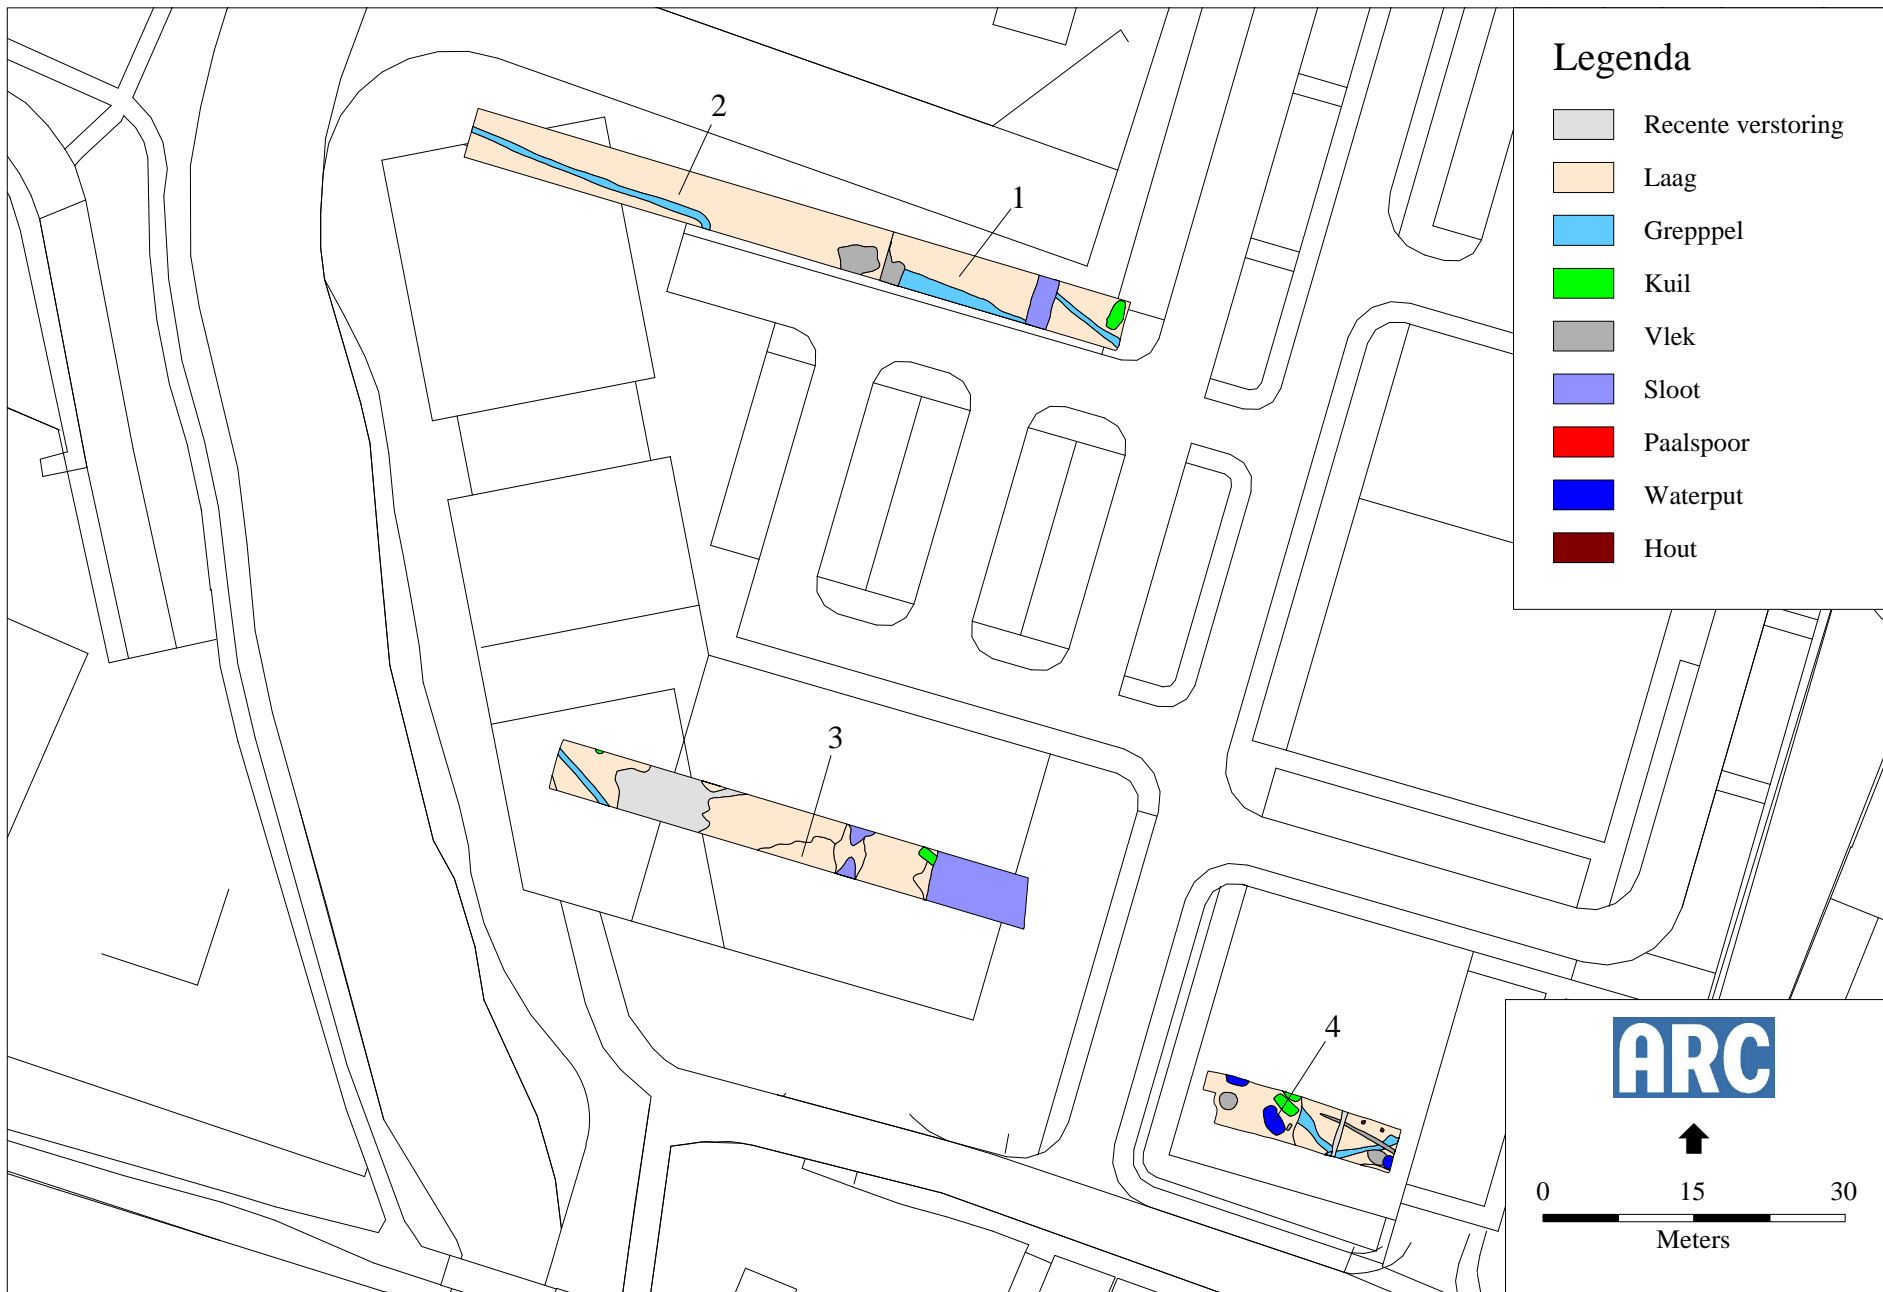 2
1
3
4
Legenda
Recente verstoring
Laag
Grepppel
Kuil
Vlek
Sloot
Paalspoor
Waterput
Hout
ARC
0 15 30
Meters